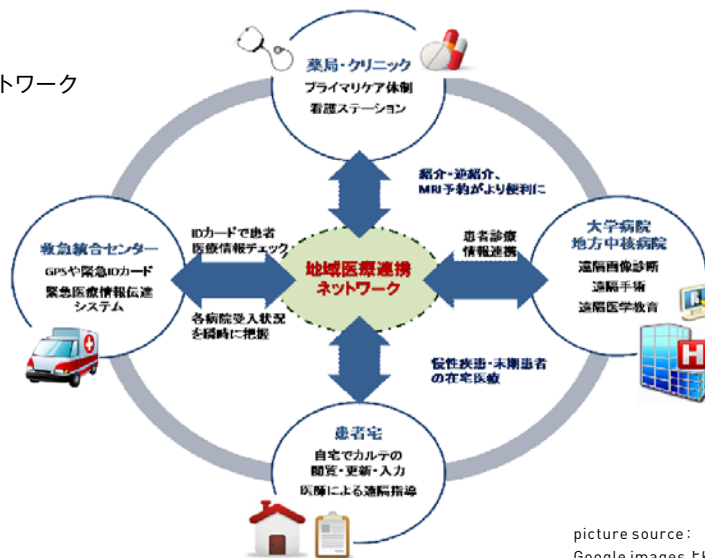 トワーク
薬局・クリニック
プライマリケア体制
看護ステーション
紹介・逆紹介、
MRI予約がより便利に
救急統合センター
GPSや緊急IDカード
緊急医療情報伝達
システム
IDカードで患者
医療情報チェック
各病院受入状況
を瞬時に把握
地域医療連携
ネットワーク
患者診療
情報連携
大学病院
地方中核病院
遠隔画像診断
遠隔手術
遠隔医学教育
H
慢性疾患・末期患者
の在宅医療
患者宅
自宅でカルテの
閲覧・更新・入力
医師による遠隔指導
picture source:
Google images より